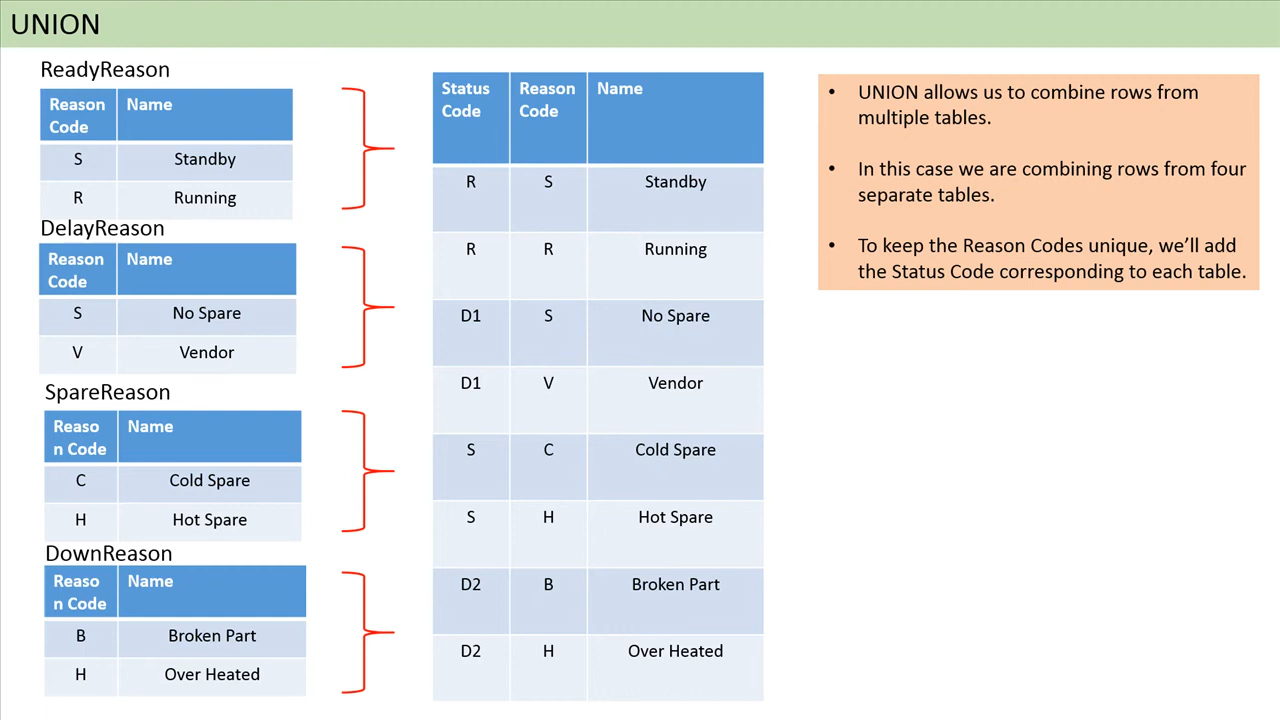 UNION
ReadyReason
Reason Code Name
S Standby
R Running
DelayReason
Reason Code Name
S No Spare
V Vendor
SpareReason
Reaso n Code Name
C Cold Spare
H Hot Spare
DownReason
Reaso n Code Name
B Broken Part
H Over Heated
Status Code Reason Code Name
R S Standby
R R Running
D1 S No Spare
D1 V Vendor
S C Cold Spare
S H Hot Spare
D2 B Broken Part
D2 H Over Heated
• UNION allows us to combine rows from
multiple tables.
• In this case we are combining rows from four
separate tables.
• To keep the Reason Codes unique, we’ll add
the Status Code corresponding to each table.